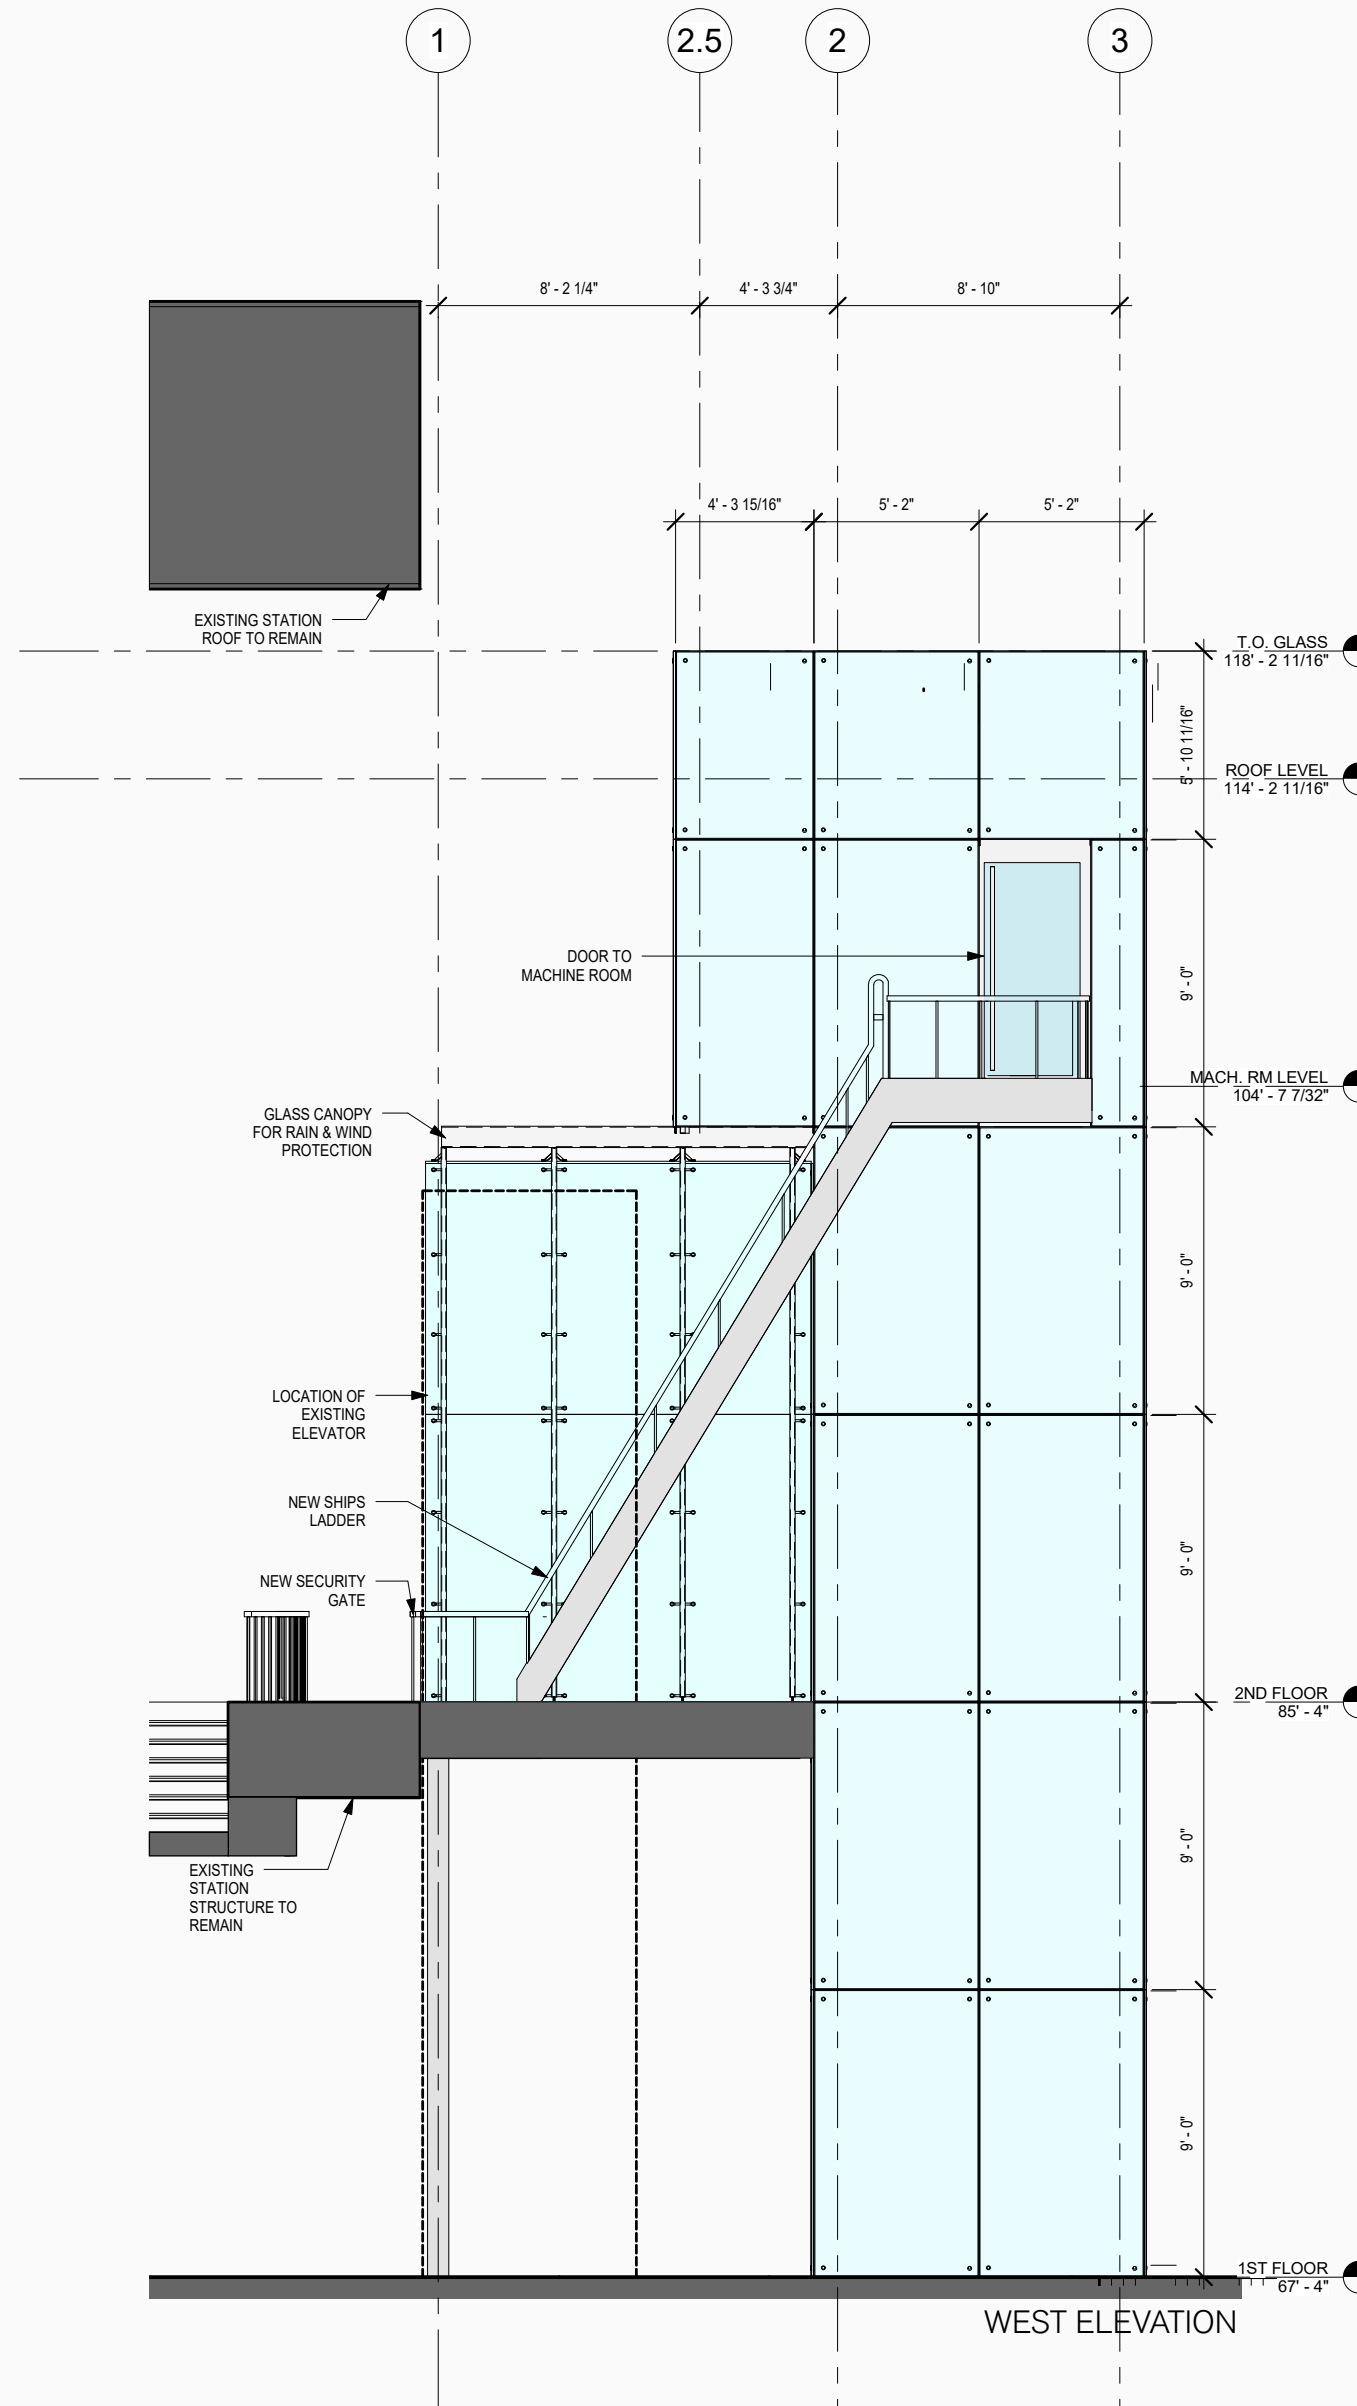 1
2.5
2
3
8' - 2 1/4"
4' - 3 3/4"
8' - 10"
4' - 3 15/16"
5' - 2"
5' - 2"
EXISTING STATION
ROOF TO REMAIN
T.O. GLASS
118' - 2 11/16"
5' - 10 11/16"
ROOF LEVEL
114' - 2 11/16"
DOOR TO
MACHINE ROOM
9' - 0"
MACH. RM LEVEL
104' - 7 7/32"
GLASS CANOPY
FOR RAIN & WIND
PROTECTION
9' - 0"
LOCATION OF
EXISTING
ELEVATOR
NEW SHIPS
LADDER
9' - 0"
NEW SECURITY
GATE
2ND FLOOR
85' - 4"
9' - 0"
EXISTING
STATION
STRUCTURE TO
REMAIN
9' - 0"
1ST FLOOR
67' - 4"
WEST ELEVATION